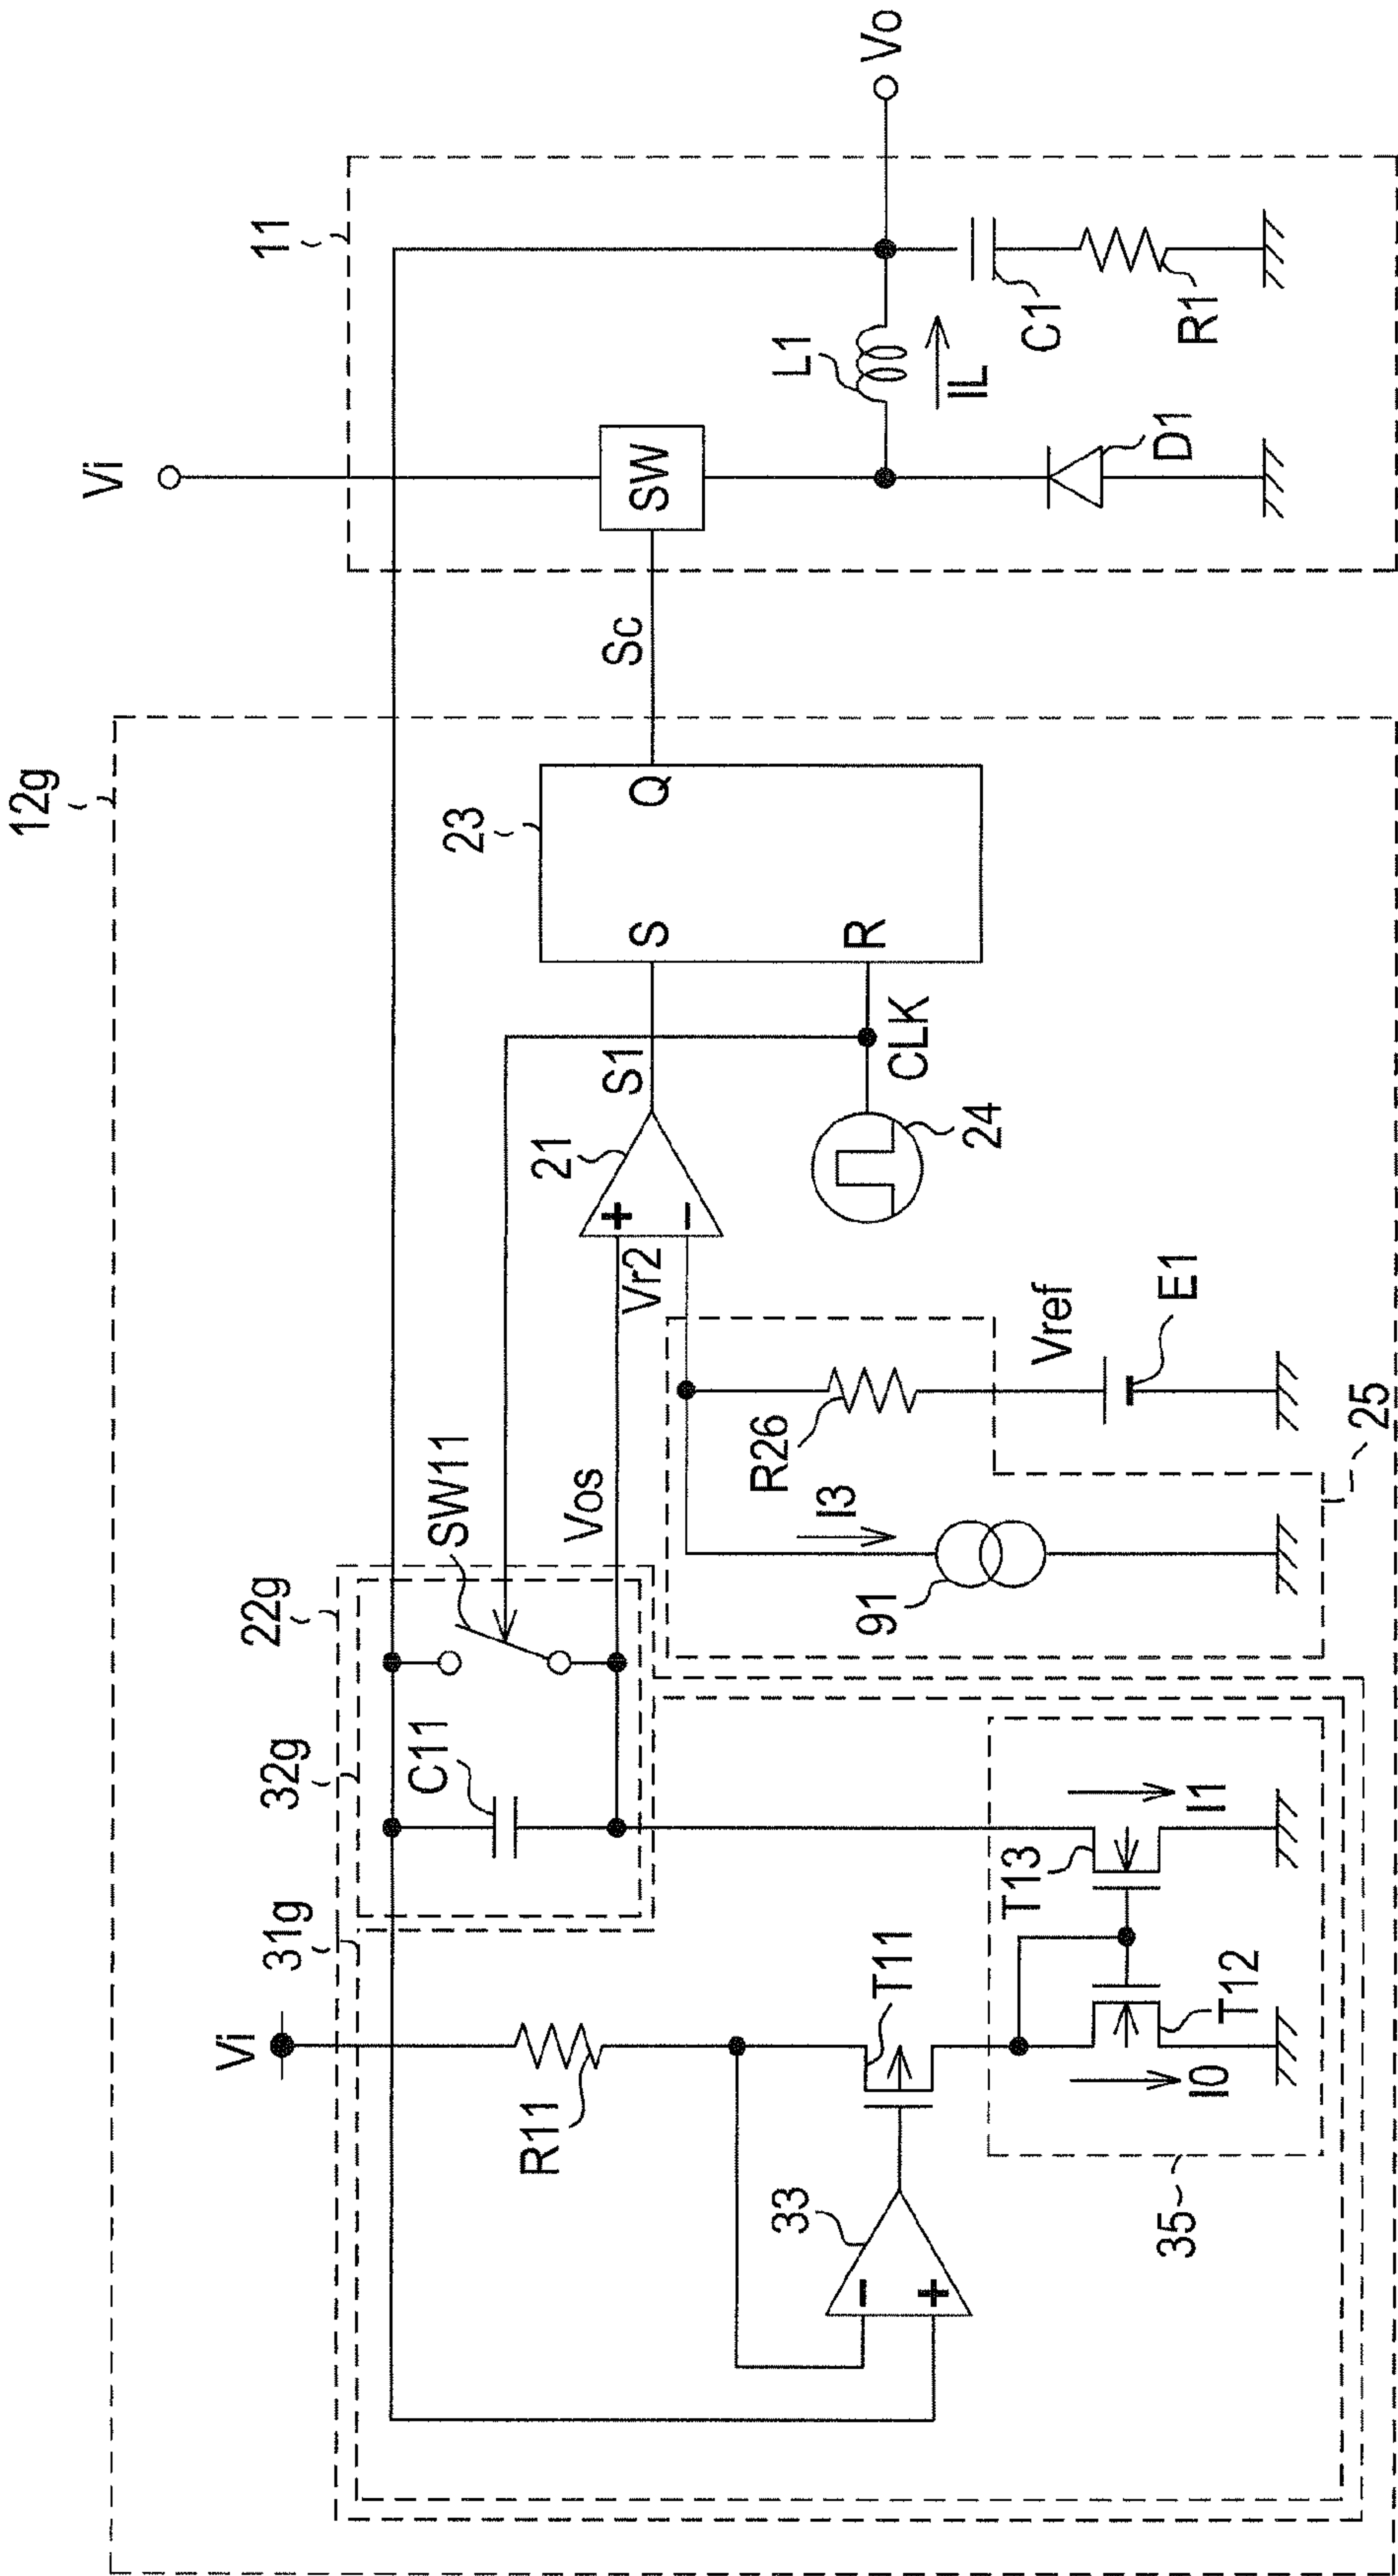 12g
Vi
11
22g
32g
31g
Vi
SW11
C11
23
S
Q
R
Sc
SW
Vo
L1
IL
C1
R1
D1
21
S1
Vos
Vr2
+
−
CLK
24
Vref
E1
R26
I3
91
25
R11
T11
33
−
+
T13
I1
T12
I0
35